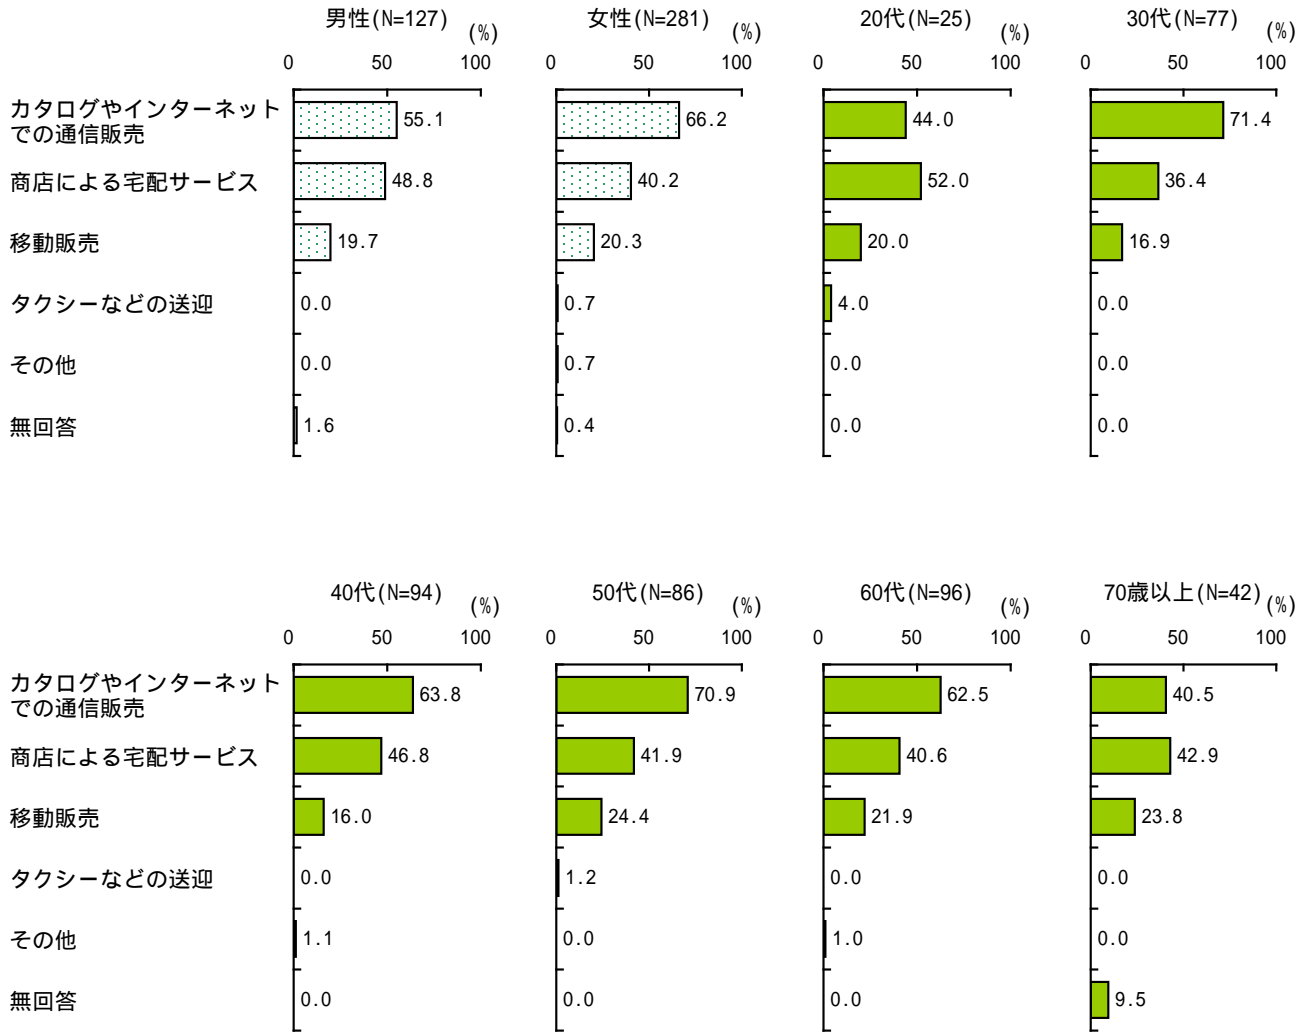 男性(N=127)
(%)
0 50 100
カタログやインターネット
での通信販売
55.1
商店による宅配サービス
48.8
移動販売
19.7
タクシーなどの送迎
0.0
その他
0.0
無回答
1.6
女性(N=281)
(%)
0 50 100
66.2
40.2
20.3
0.7
0.7
0.4
20代(N=25)
(%)
0 50 100
44.0
52.0
20.0
4.0
0.0
0.0
30代(N=77)
(%)
0 50 100
71.4
36.4
16.9
0.0
0.0
0.0
40代(N=94)
(%)
0 50 100
カタログやインターネット
での通信販売
63.8
商店による宅配サービス
46.8
移動販売
16.0
タクシーなどの送迎
0.0
その他
1.1
無回答
0.0
50代(N=86)
(%)
0 50 100
70.9
41.9
24.4
1.2
0.0
0.0
60代(N=96)
(%)
0 50 100
62.5
40.6
21.9
0.0
1.0
0.0
70歳以上(N=42)
(%)
0 50 100
40.5
42.9
23.8
0.0
0.0
9.5